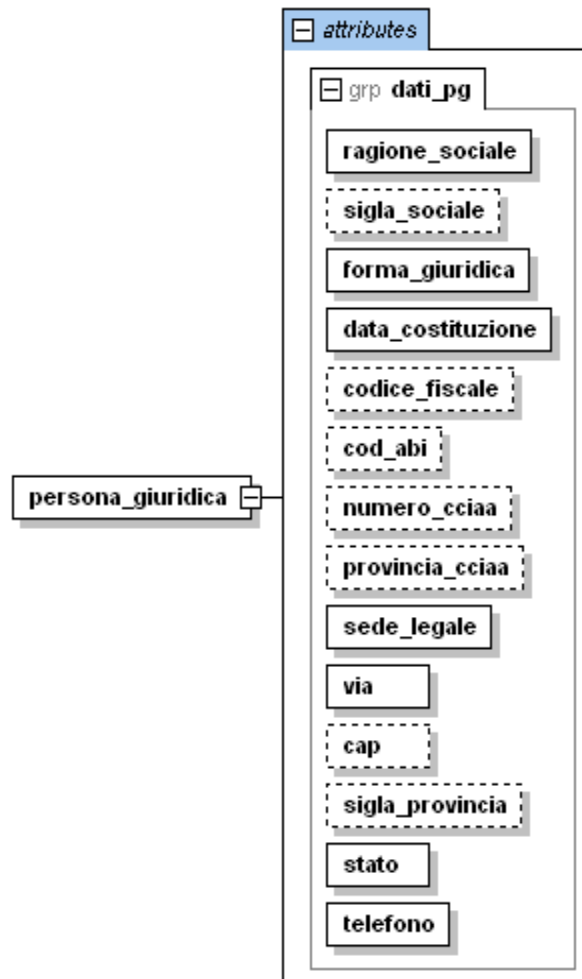 attributes
grp dati_pg
ragione_sociale
sigla_sociale
forma_giuridica
data_costituzione
codice_fiscale
cod_abi
persona_giuridica
numero_cciaa
provincia_cciaa
sede_legale
via
cap
sigla_provincia
stato
telefono